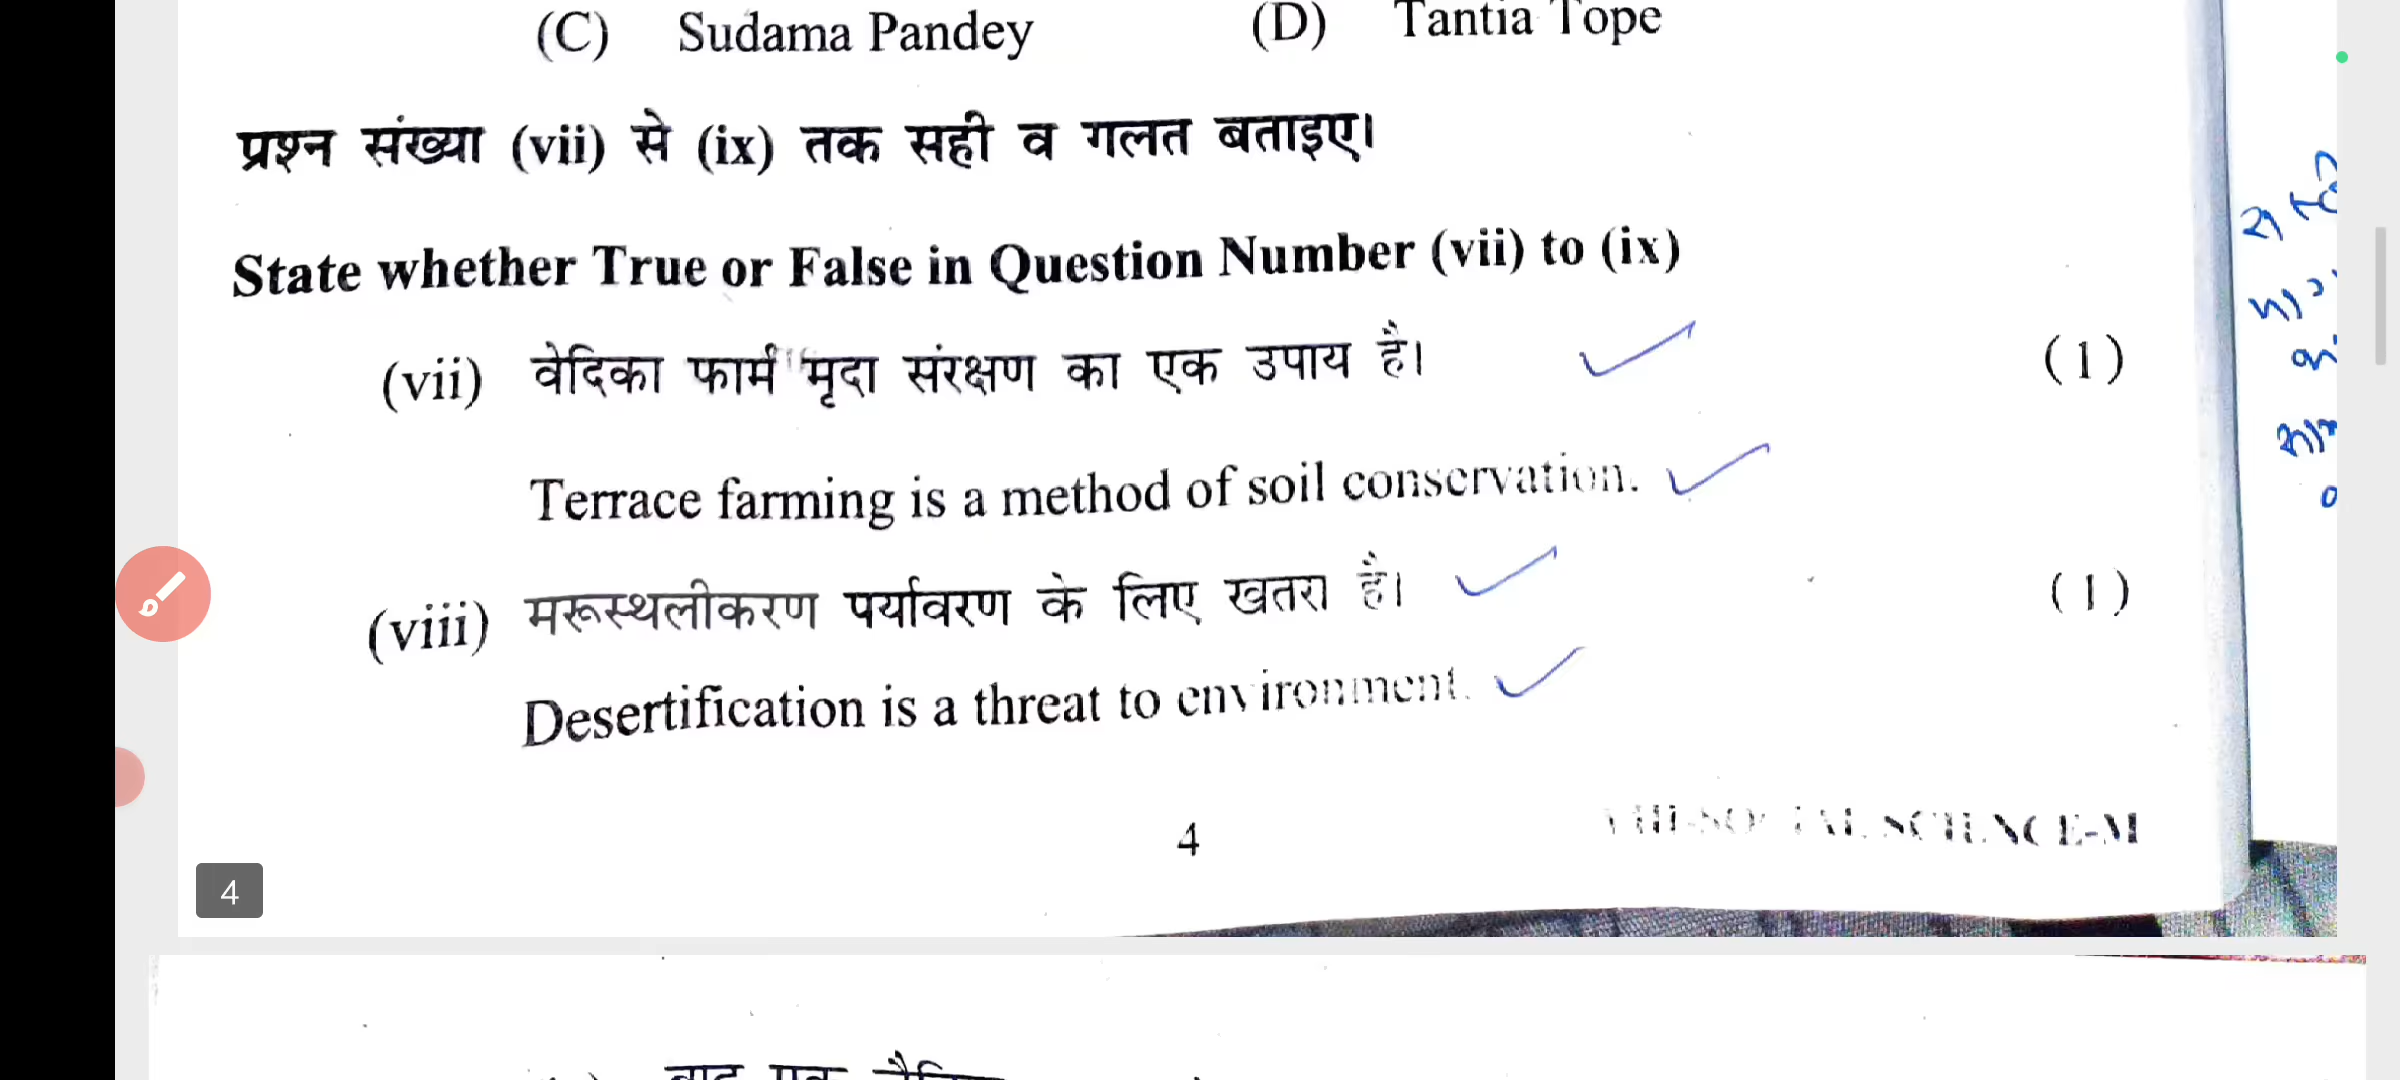 (C) Sudama Pandey (D) Tantia Tope
प्रश्न संख्या (vii) से (ix) तक सही व गलत बताइए।
State whether True or False in Question Number (vii) to (ix)
(vii) वेदिका फार्म मृदा संरक्षण का एक उपाय है। (1)
Terrace farming is a method of soil conservation.
(viii) मरूस्थलीकरण पर्यावरण के लिए खतरा है। (1)
Desertification is a threat to environment.
4
4